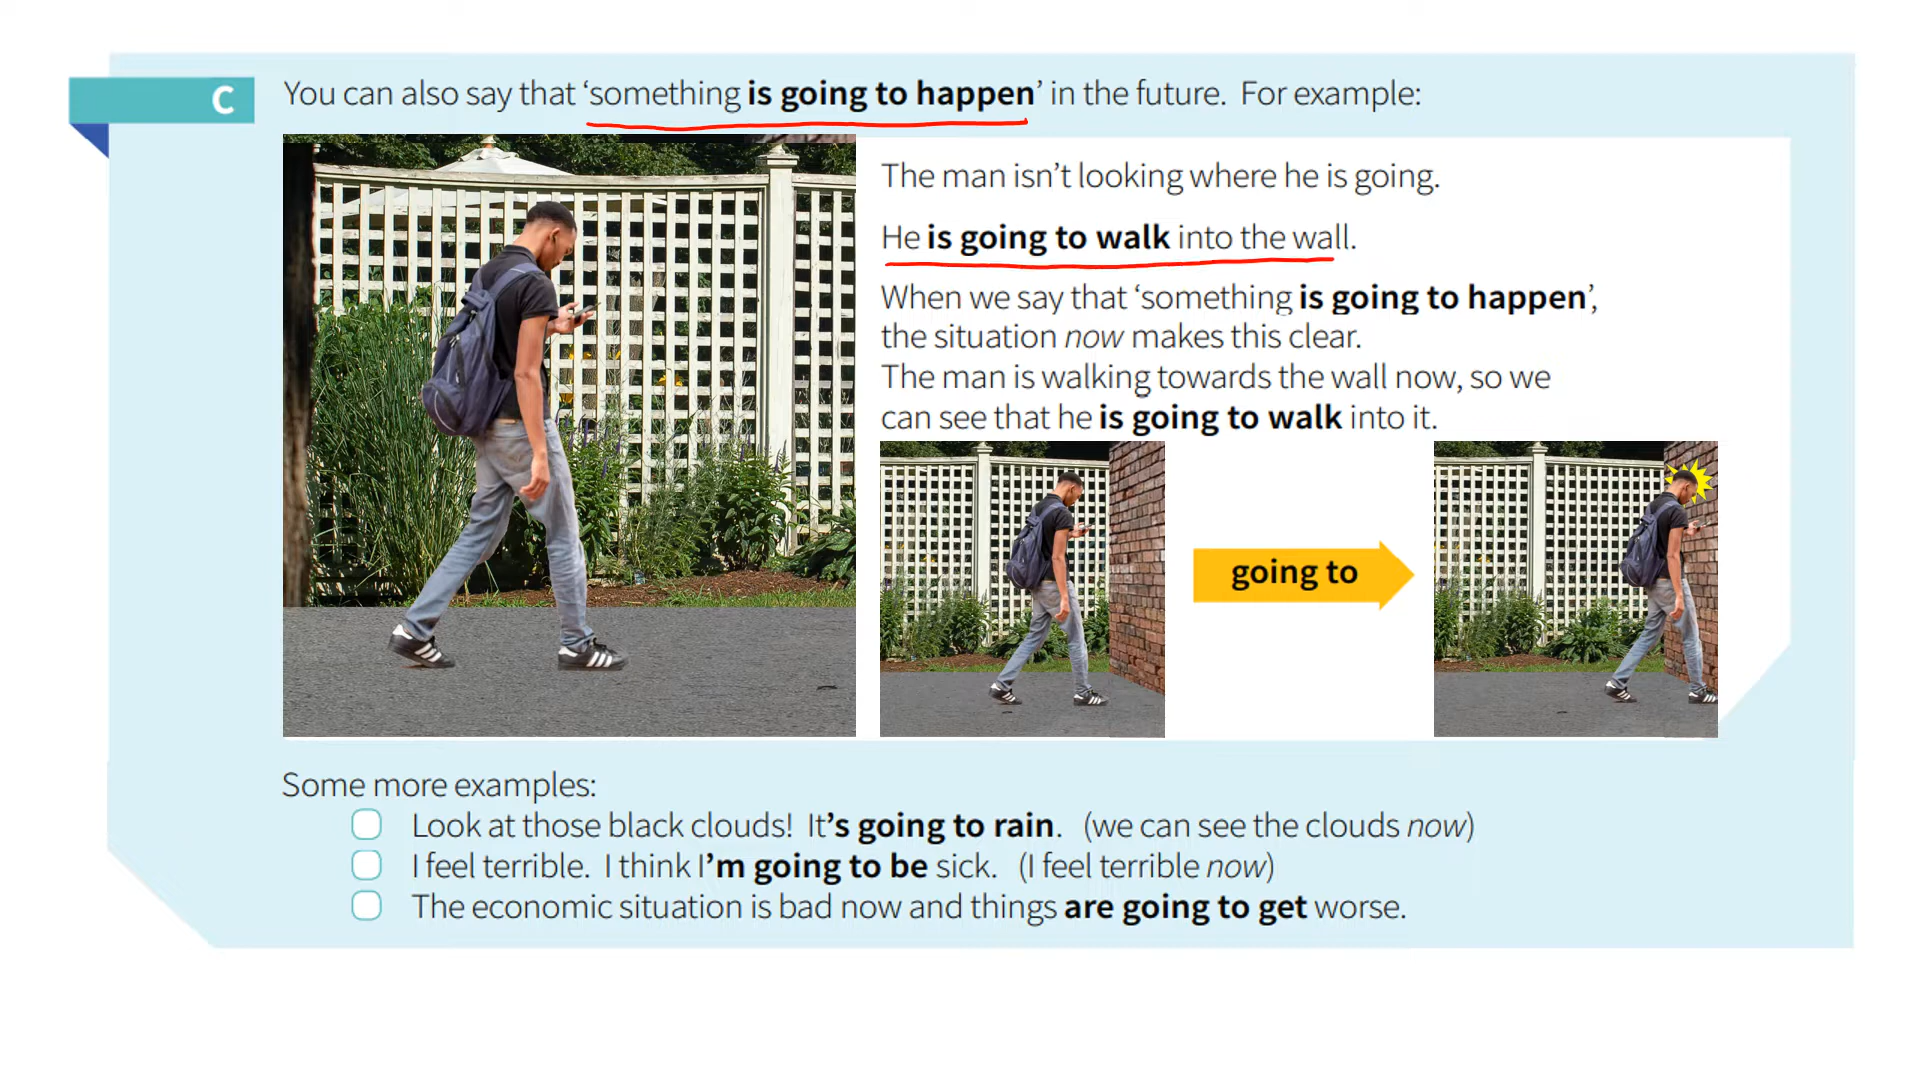 C
You can also say that ‘something is going to happen’ in the future. For example:
The man isn’t looking where he is going.
He is going to walk into the wall.
When we say that ‘something is going to happen’,
the situation now makes this clear.
The man is walking towards the wall now, so we
can see that he is going to walk into it.
going to
Some more examples:
Look at those black clouds! It’s going to rain. (we can see the clouds now)
I feel terrible. I think I’m going to be sick. (I feel terrible now)
The economic situation is bad now and things are going to get worse.